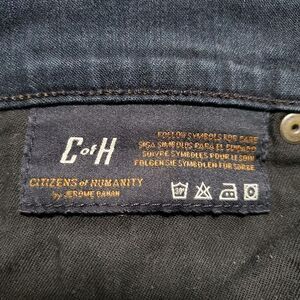 C of H
CITIZENS of HUMANITY
by JEROME DAHAN
FOLLOW SYMBOLS FOR CARE
SIGA SIMBOLOS PARA EL CUIDADO
SUIVRE SYMBOLES POUR LE SOIN
FOLGEN SIE SYMBOLEN FÜR SORGE